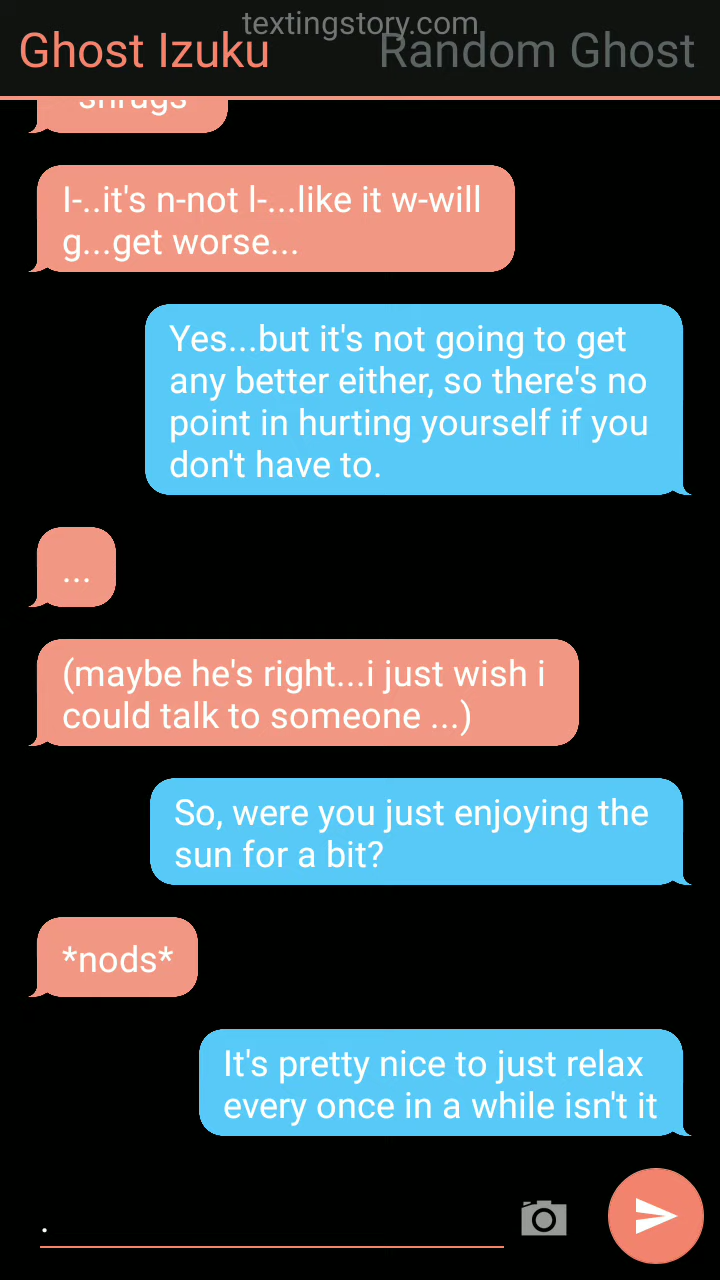 textingstory.com
Ghost Izuku
Random Ghost
*shrugs*
I-..it's n-not l-...like it w-will
g...get worse...
Yes...but it's not going to get
any better either, so there's no
point in hurting yourself if you
don't have to.
...
(maybe he's right...i just wish i
could talk to someone ...)
So, were you just enjoying the
sun for a bit?
*nods*
It's pretty nice to just relax
every once in a while isn't it
.